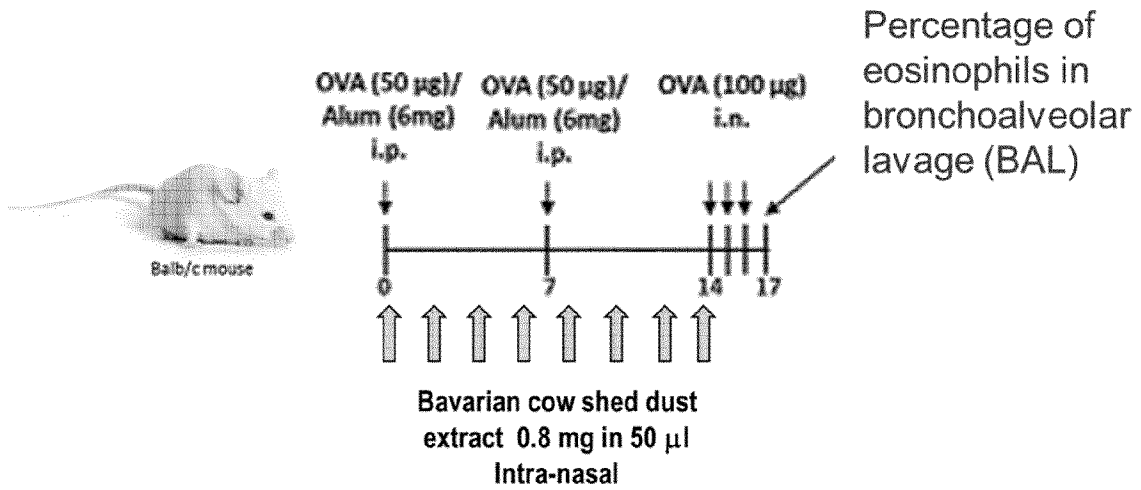 Percentage of
eosinophils in
bronchoalveolar
lavage (BAL)
OVA (50 µg)/
Alum (6mg)
i.p.
OVA (50 µg)/
Alum (6mg)
i.p.
OVA (100 µg)
i.n.
Balb/c mouse
0
7
14
17
Bavarian cow shed dust
extract 0.8 mg in 50 µl
Intra-nasal